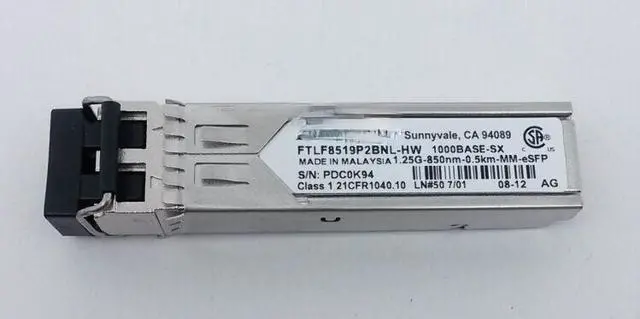 Sunnyvale, CA 94089
FTLF8519P2BNL-HW 1000BASE-SX
MADE IN MALAYSIA 1.25G-850nm-0.5km-MM-eSFP
S/N: PDC0K94
Class 1 21CFR1040.10 LN#50 7/01 08-12 AG
C US